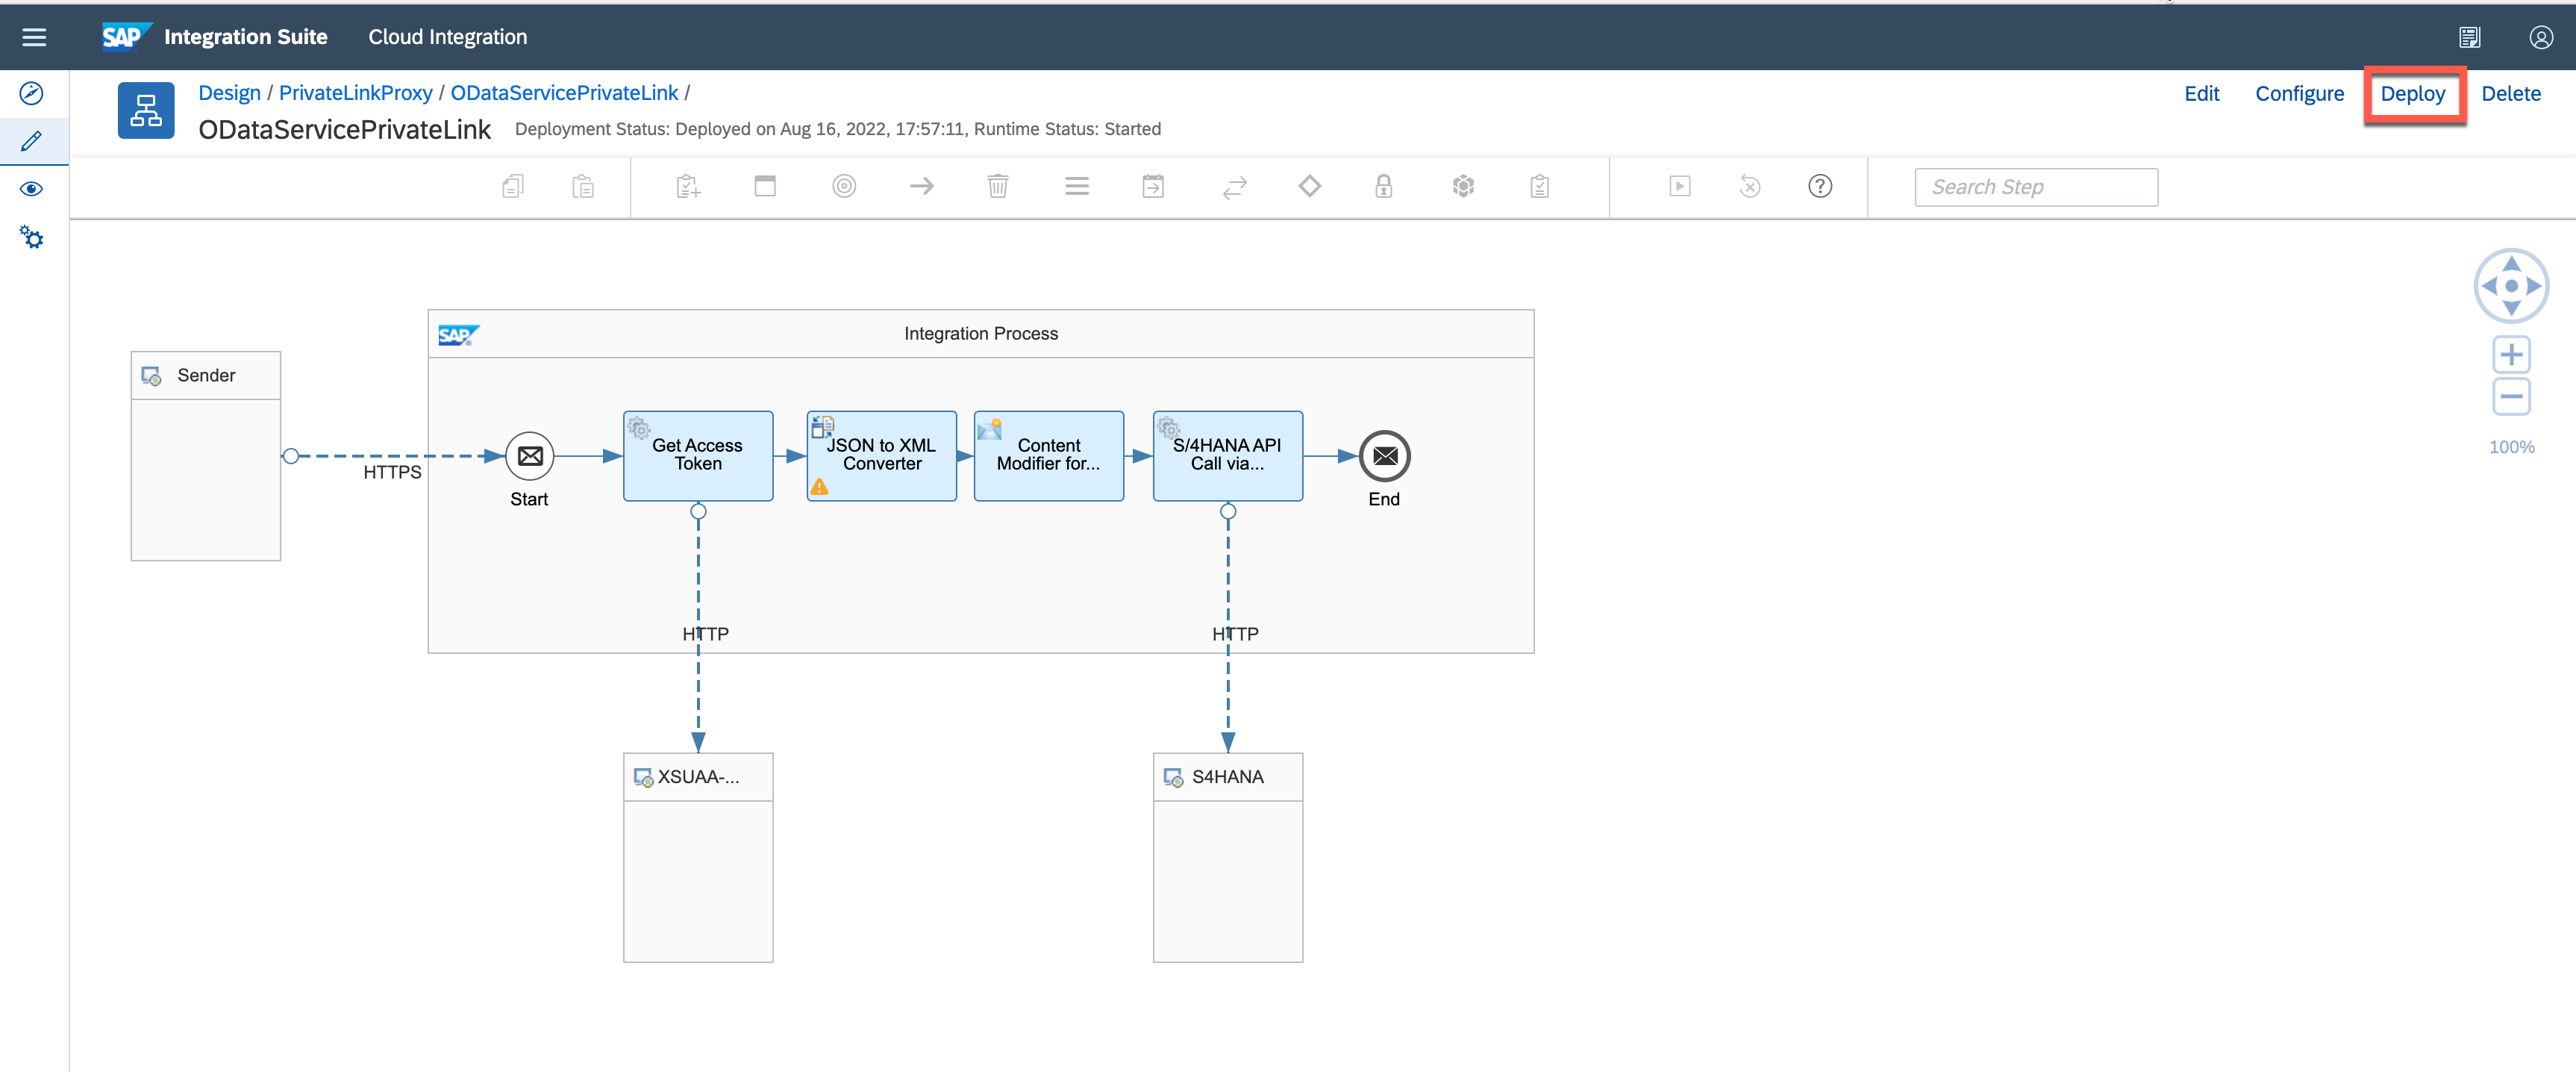 SAP Integration Suite Cloud Integration
Design / PrivateLinkProxy / ODataServicePrivateLink /
Edit Configure Deploy Delete
ODataServicePrivateLink Deployment Status: Deployed on Aug 16, 2022, 17:57:11, Runtime Status: Started
Search Step
SAP Integration Process
Sender
Get Access
Token
JSON to XML
Converter
Content
Modifier for...
S/4HANA API
Call via...
HTTPS
Start
End
100%
HTTP
HTTP
XSUAA-...
S4HANA